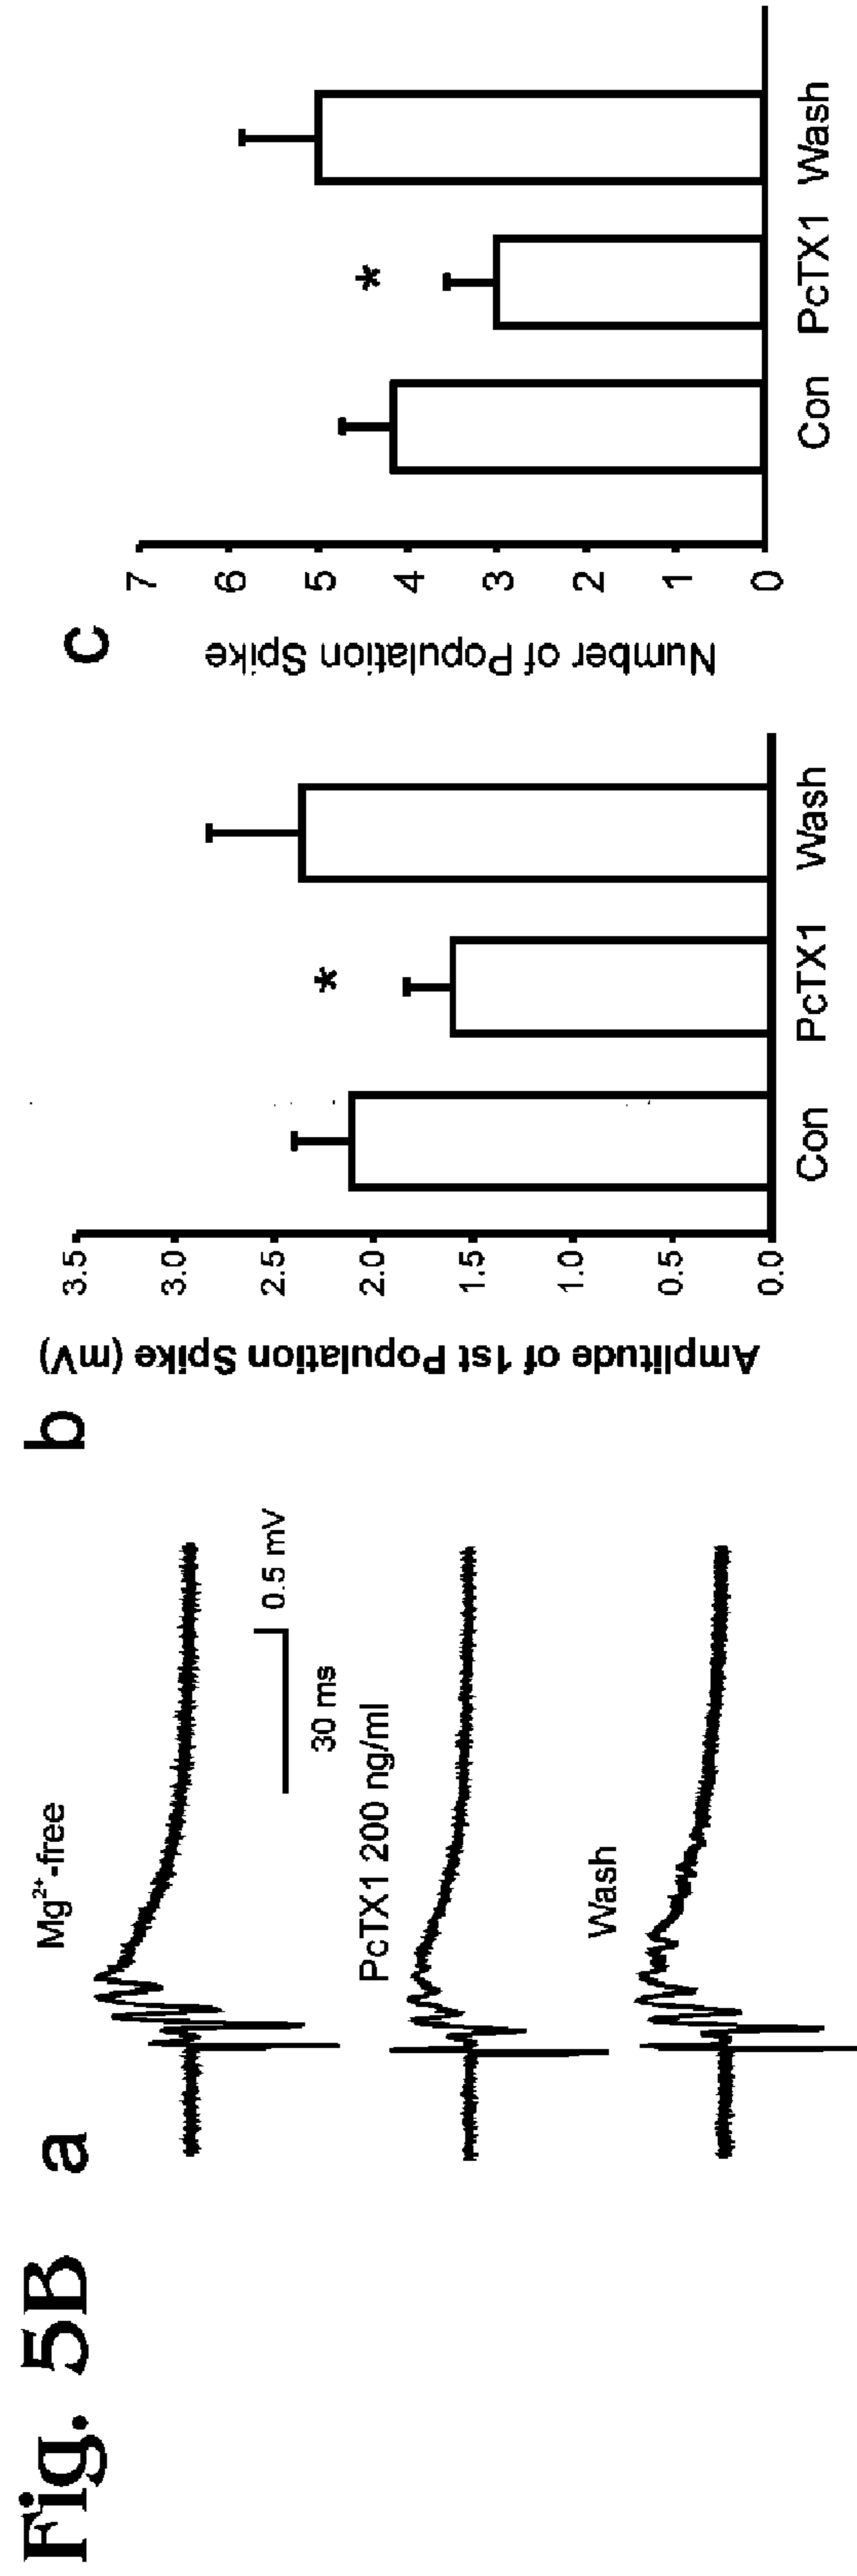 Fig. 5B
a
Mg²⁺-free
0.5 mV
30 ms
PcTX1 200 ng/ml
Wash
b
Amplitude of 1st Population Spike (mV)
3.5
3.0
2.5
2.0
1.5
1.0
0.5
0.0
*
Con PcTX1 Wash
c
Number of Population Spike
7
6
5
4
3
2
1
0
*
Con PcTX1 Wash